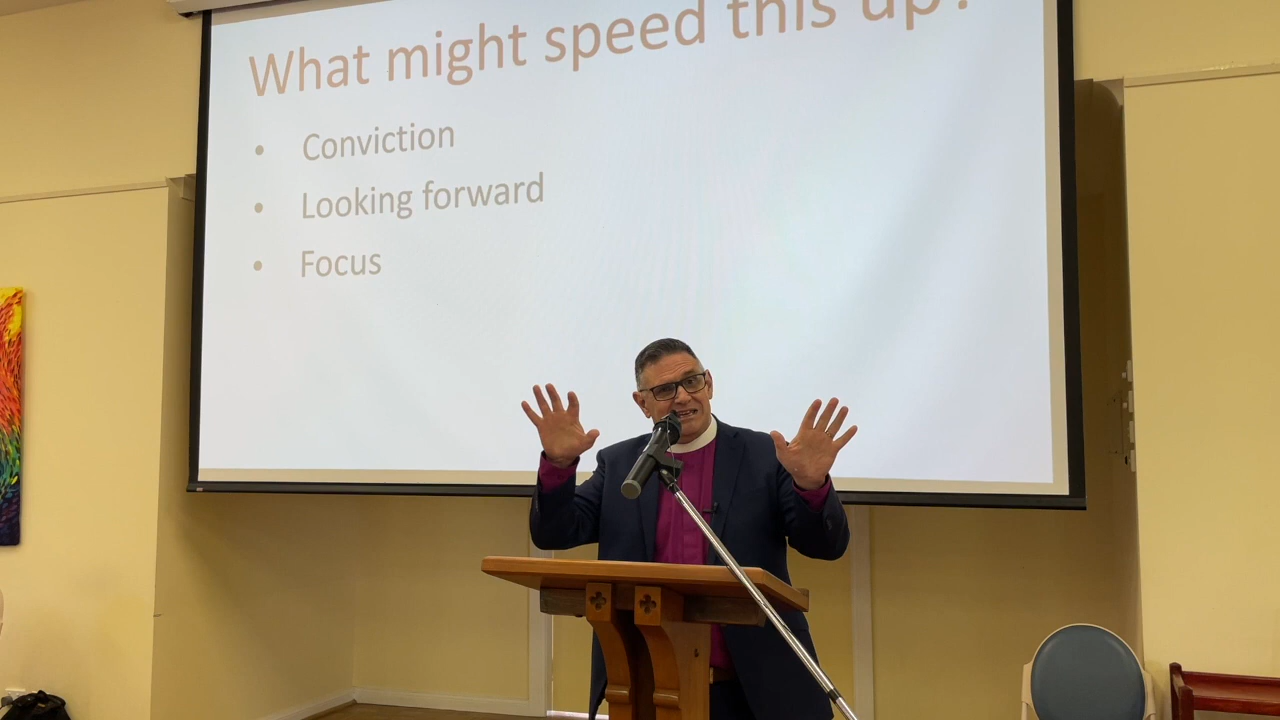 What might speed this up?
• Conviction
• Looking forward
• Focus